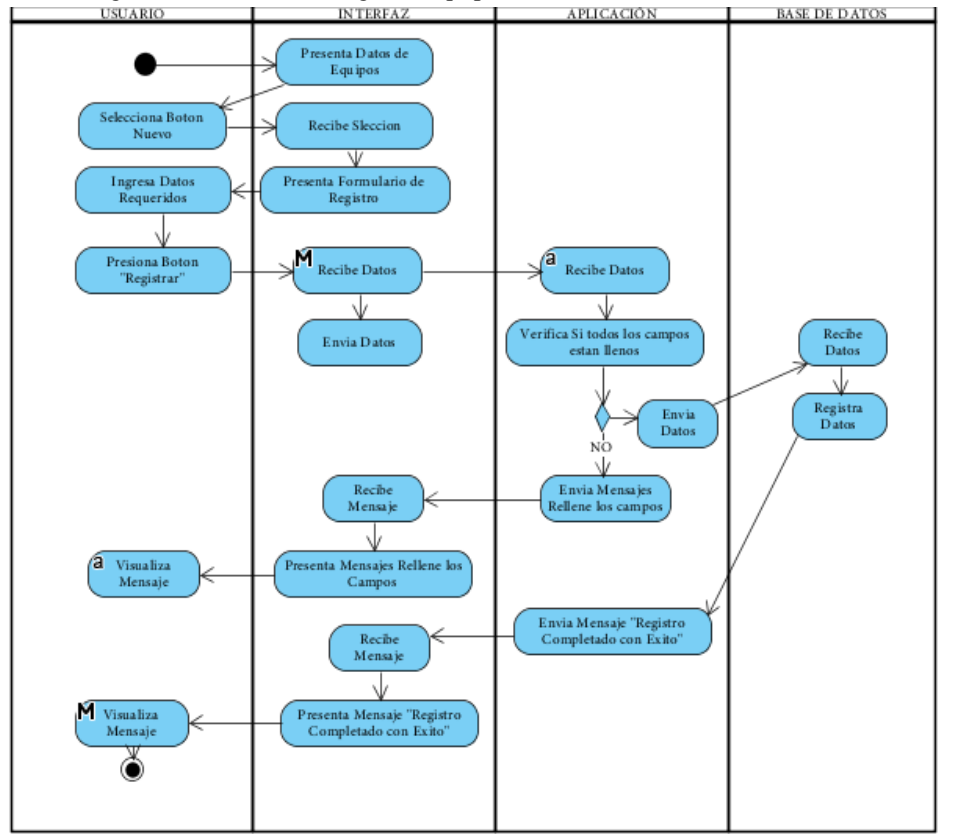 USUARIO
INTERFAZ
APLICACIÓN
BASE DE DATOS
Presenta Datos de
Equipos
Selecciona Boton
Nuevo
Recibe Sleccion
Ingresa Datos
Requeridos
Presenta Formulario de
Registro
Presiona Boton
"Registrar"
M
Recibe Datos
a
Recibe Datos
Envia Datos
Verifica Si todos los campos
estan llenos
Recibe
Datos
Envia
Datos
Registra
Datos
NO
Recibe
Mensaje
Envia Mensajes
Rellene los campos
a
Visualiza
Mensaje
Presenta Mensajes Rellene los
Campos
Envia Mensaje "Registro
Completado con Exito"
Recibe
Mensaje
M
Visualiza
Mensaje
Presenta Mensaje "Registro
Completado con Exito"